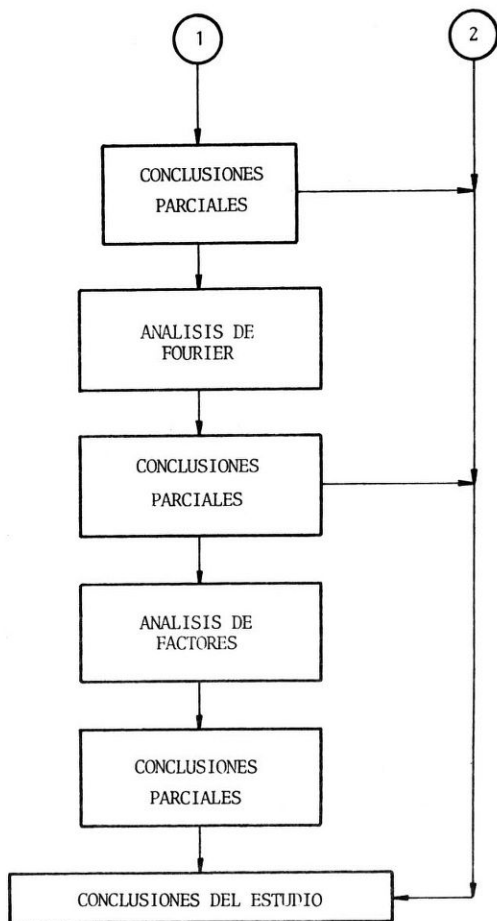 1
2
CONCLUSIONES
PARCIALES
ANALISIS DE
FOURIER
CONCLUSIONES
PARCIALES
ANALISIS DE
FACTORES
CONCLUSIONES
PARCIALES
CONCLUSIONES DEL ESTUDIO